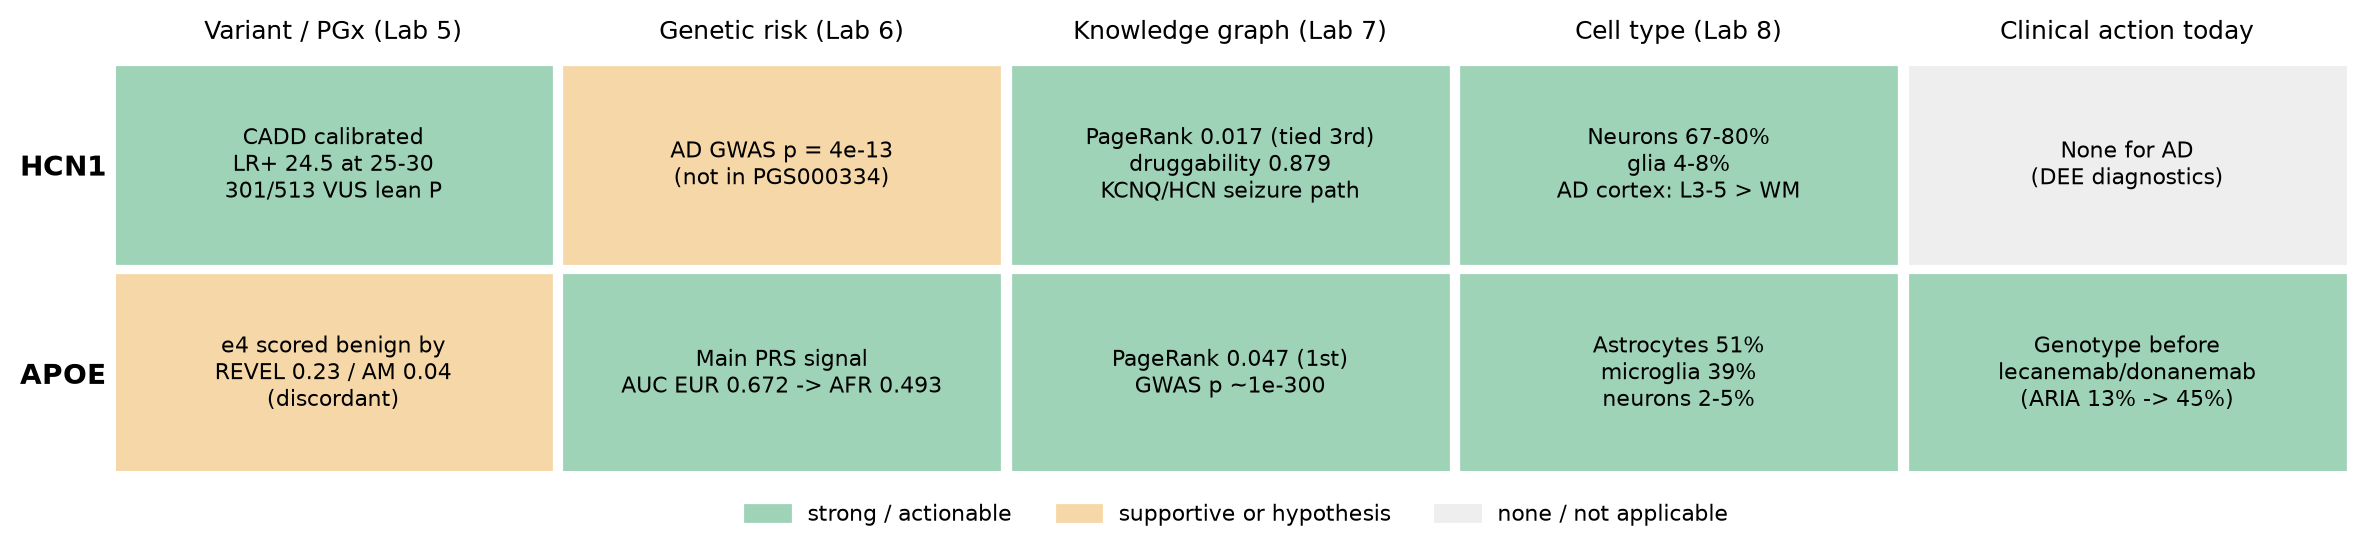 Variant / PGx (Lab 5)
Genetic risk (Lab 6)
Knowledge graph (Lab 7)
Cell type (Lab 8)
Clinical action today
HCN1
CADD calibrated
LR+ 24.5 at 25-30
301/513 VUS lean P
AD GWAS p = 4e-13
(not in PGS000334)
PageRank 0.017 (tied 3rd)
druggability 0.879
KCNQ/HCN seizure path
Neurons 67-80%
glia 4-8%
AD cortex: L3-5 > WM
None for AD
(DEE diagnostics)
APOE
e4 scored benign by
REVEL 0.23 / AM 0.04
(discordant)
Main PRS signal
AUC EUR 0.672 -> AFR 0.493
PageRank 0.047 (1st)
GWAS p ~1e-300
Astrocytes 51%
microglia 39%
neurons 2-5%
Genotype before
lecanemab/donanemab
(ARIA 13% -> 45%)
strong / actionable
supportive or hypothesis
none / not applicable